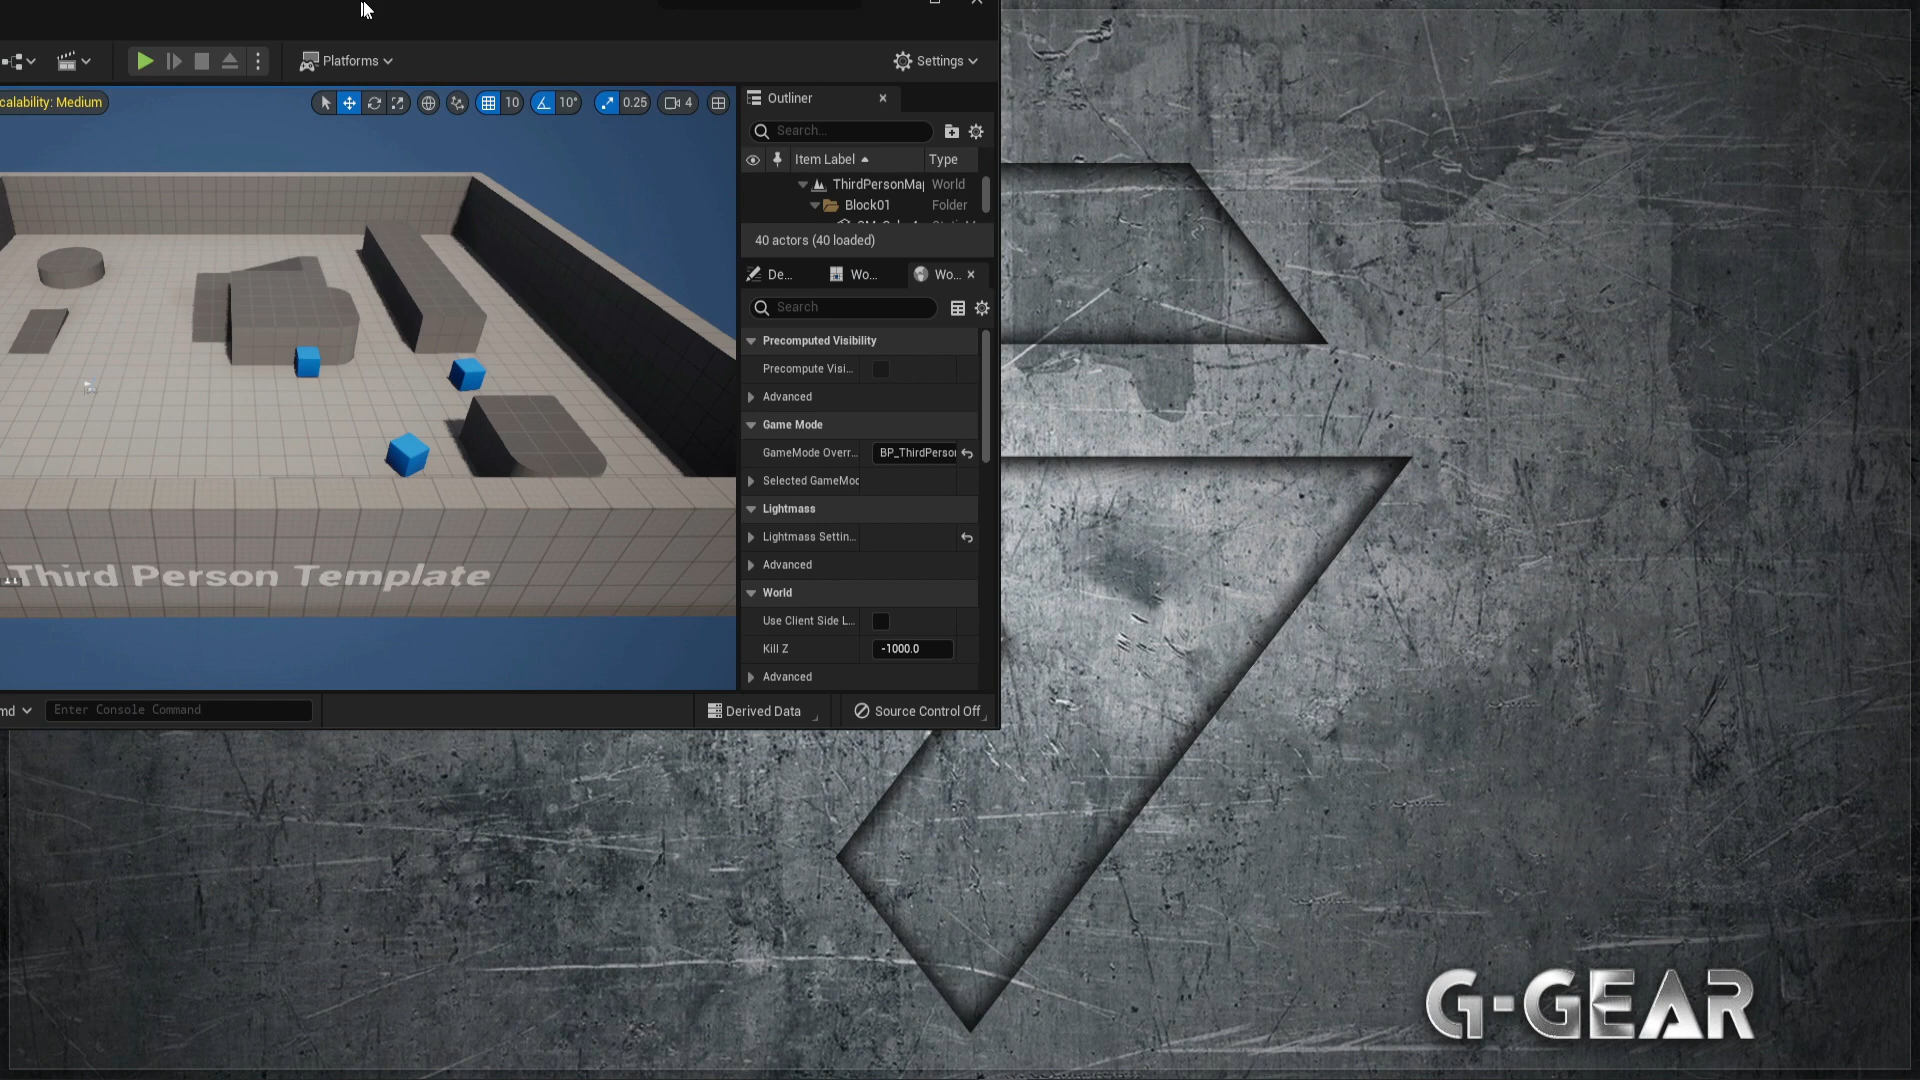 Platforms
Settings
calability: Medium
10
10°
0.25
4
Outliner
Search...
Item Label
Type
ThirdPersonMap
World
Block01
Folder
40 actors (40 loaded)
De...
Wo...
Wo...
Search
Precomputed Visibility
Precompute Visi...
Advanced
Game Mode
GameMode Overr...
BP_ThirdPerson
Selected GameMod
Lightmass
Lightmass Settin...
Advanced
World
Use Client Side L...
Kill Z
-1000.0
Advanced
Third Person Template
md
Enter Console Command
Derived Data
Source Control Off
G-GEAR